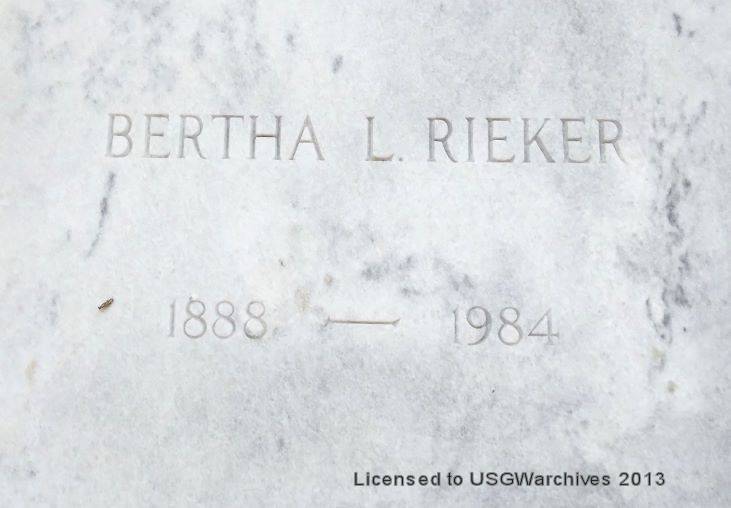 BERTHA L. RIEKER
1888 — 1984
Licensed to USGWarchives 2013